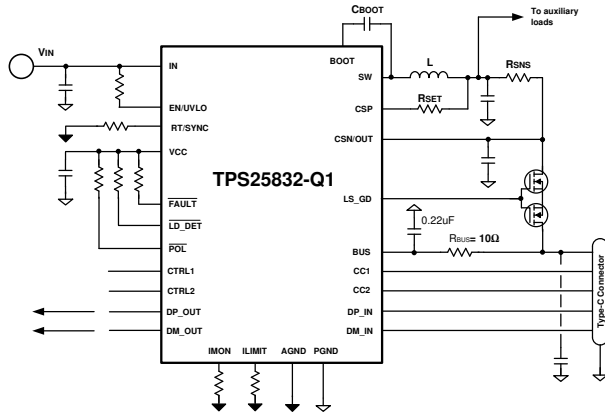 CBOOT
To auxiliary
loads
VIN
IN
BOOT
SW
L
RSNS
EN/UVLO
CSP
RSET
RT/SYNC
CSN/OUT
VCC
TPS25832-Q1
FAULT
LS_GD
LD_DET
0.22uF
POL
BUS
RBUS= 10Ω
CTRL1
CC1
CTRL2
CC2
DP_OUT
DP_IN
DM_OUT
DM_IN
Type-C Connector
IMON
ILIMIT
AGND
PGND